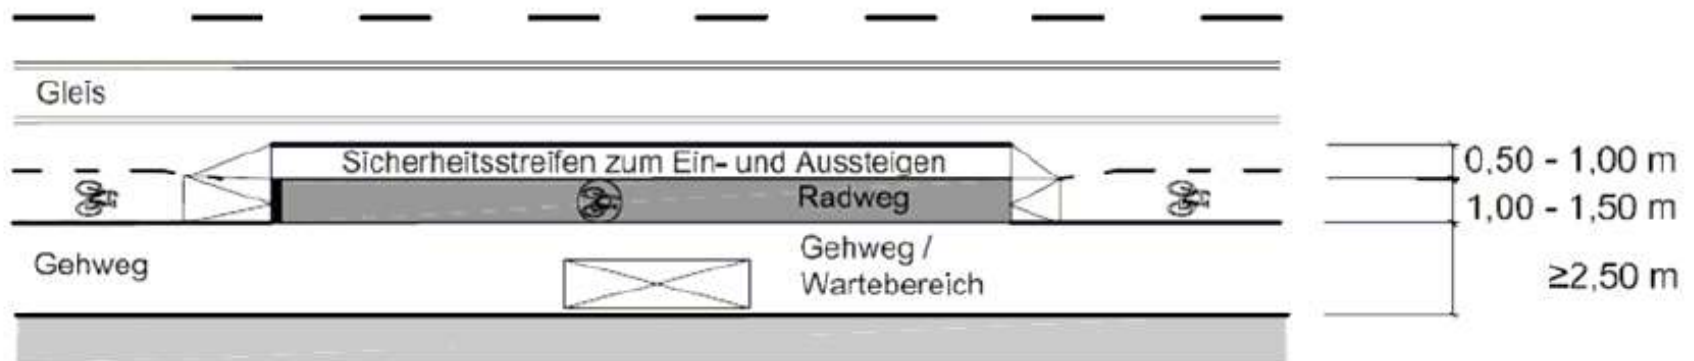 Gleis
Sicherheitsstreifen zum Ein- und Aussteigen
0,50 - 1,00 m
Radweg
1,00 - 1,50 m
Gehweg
Gehweg /
Wartebereich
≥2,50 m